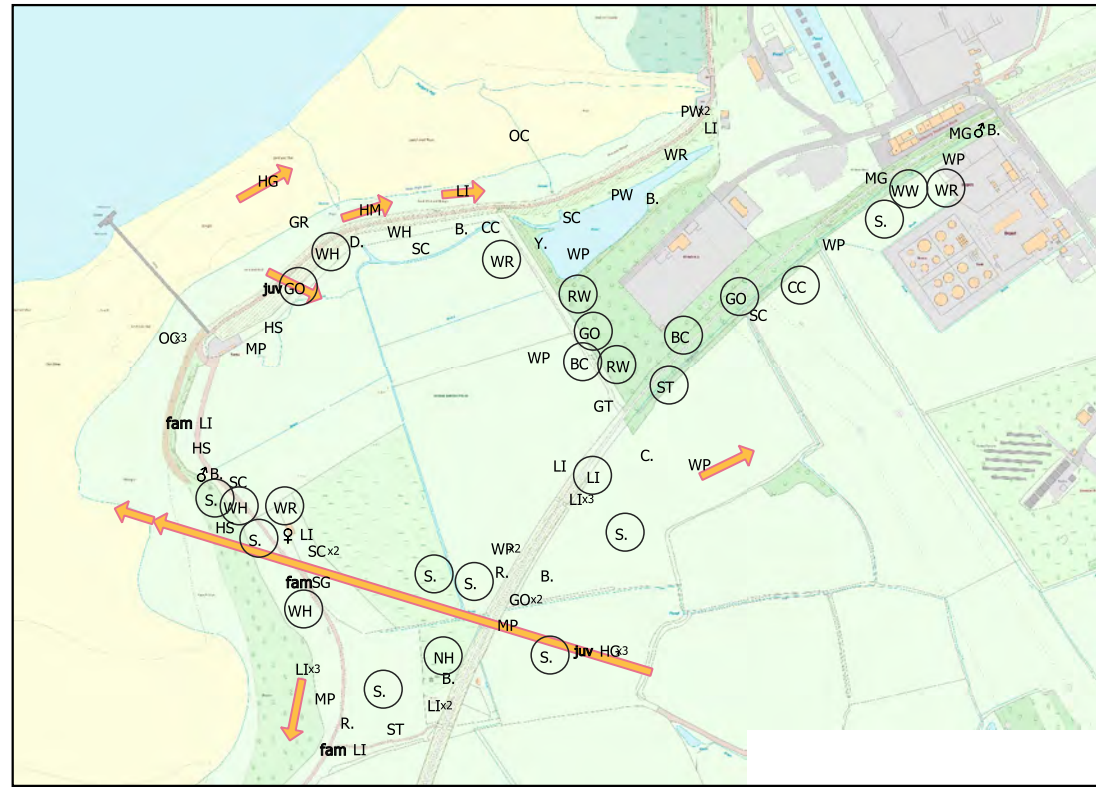 PWx2
LI
OC
MG♂B.
WR
WP
MG
WW
WR
HG
LI
PW
B.
HM
GR
SC
S.
WH
B.
CC
Y.
D.
SC
WH
WP
WP
WR
juv GO
RW
GO
CC
SC
HS
GO
OCx3
MP
BC
WP
BC
RW
ST
GT
fam LI
HS
C.
LI
WP
♂B.
SC
LI
S.
WH
WR
LIx3
HS
♀ LI
S.
S.
SCx2
WPx2
R.
S.
S.
B.
fam SG
GOx2
WH
MP
NH
S.
juv HGx3
LIx3
B.
S.
MP
LIx2
R.
ST
fam LI